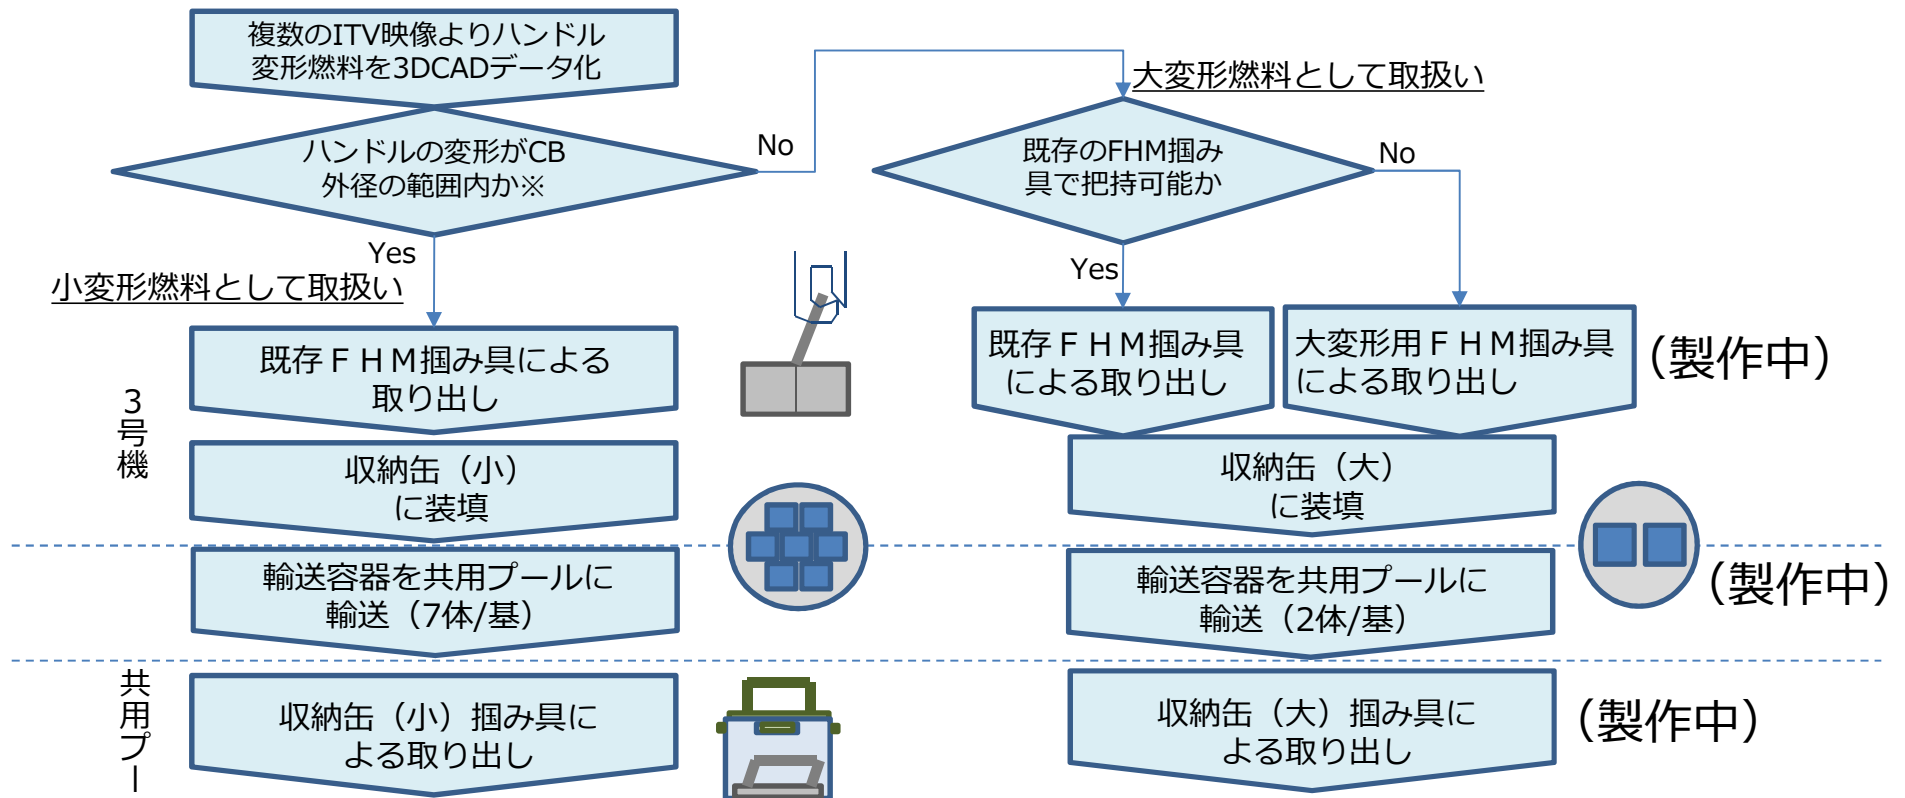 複数のITV映像よりハンドル
変形燃料を3DCADデータ化
ハンドルの変形がCB
外径の範囲内か※
No
Yes
小変形燃料として取扱い
大変形燃料として取扱い
既存のFHM掴み
具で把持可能か
No
Yes
3号機
既存ＦＨＭ掴み具による
取り出し
既存ＦＨＭ掴み具
による取り出し
大変形用ＦＨＭ掴み具
による取り出し
（製作中）
収納缶（小）
に装填
収納缶（大）
に装填
輸送容器を共用プールに
輸送（7体/基）
輸送容器を共用プールに
輸送（2体/基）
（製作中）
共用プー
収納缶（小）掴み具に
よる取り出し
収納缶（大）掴み具に
よる取り出し
（製作中）